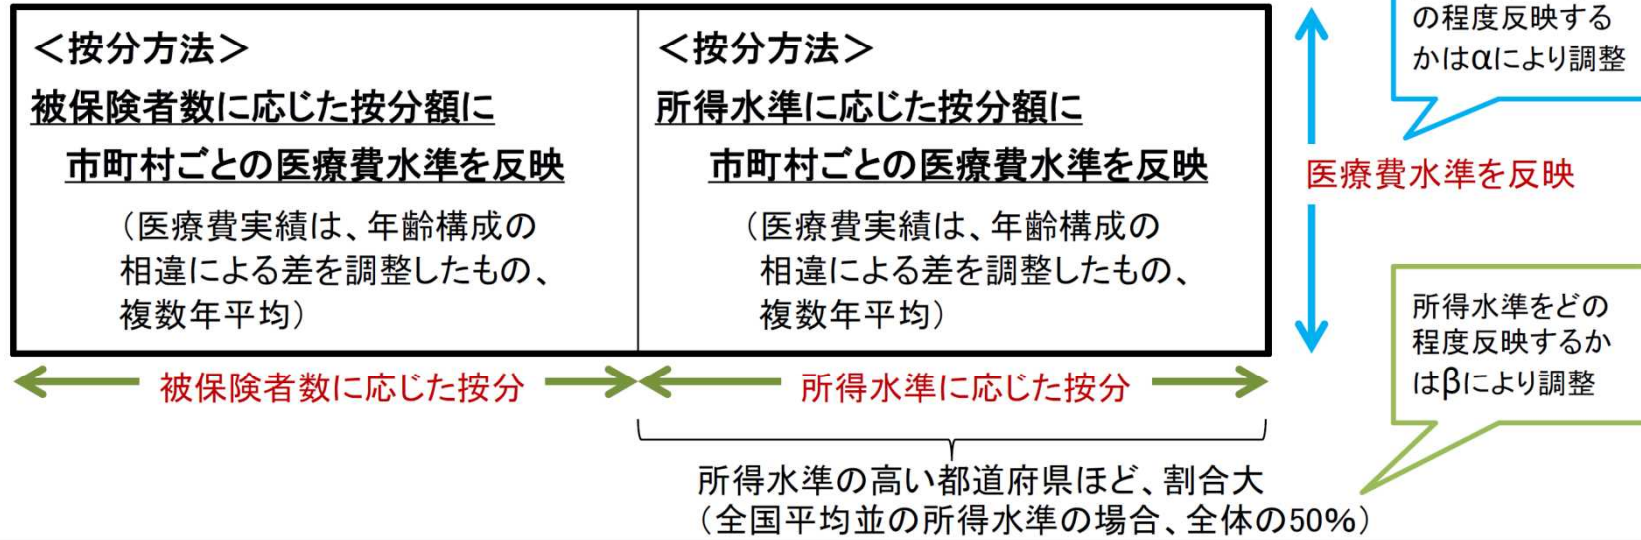 ＜按分方法＞
被保険者数に応じた按分額に
市町村ごとの医療費水準を反映
（医療費実績は、年齢構成の
相違による差を調整したもの、
複数年平均）
＜按分方法＞
所得水準に応じた按分額に
市町村ごとの医療費水準を反映
（医療費実績は、年齢構成の
相違による差を調整したもの、
複数年平均）
の程度反映する
かはαにより調整
医療費水準を反映
所得水準をどの
程度反映するか
はβにより調整
被保険者数に応じた按分
所得水準に応じた按分
所得水準の高い都道府県ほど、割合大
（全国平均並の所得水準の場合、全体の50%）